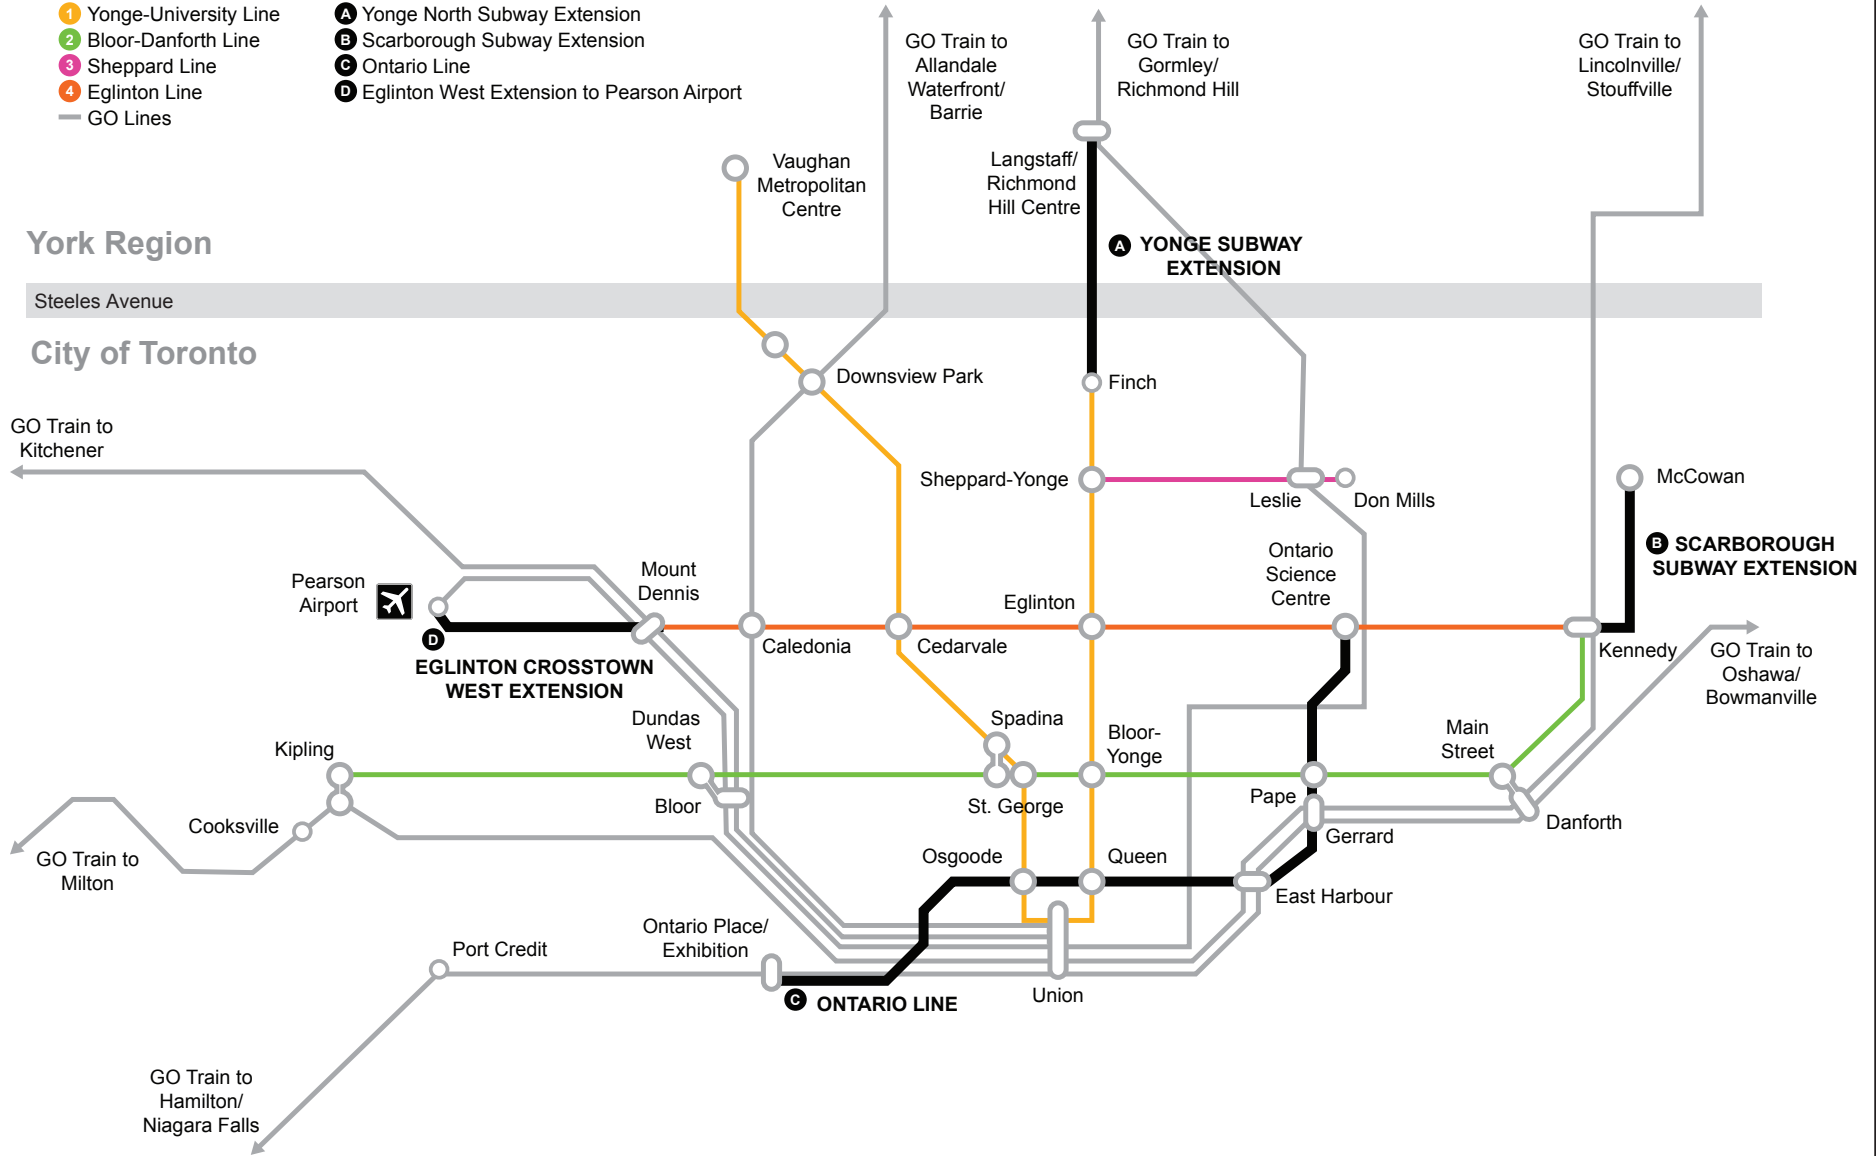 1 Yonge-University Line
2 Bloor-Danforth Line
3 Sheppard Line
4 Eglinton Line
GO Lines
A Yonge North Subway Extension
B Scarborough Subway Extension
C Ontario Line
D Eglinton West Extension to Pearson Airport
GO Train to
Allandale
Waterfront/
Barrie
GO Train to
Gormley/
Richmond Hill
GO Train to
Lincolnville/
Stouffville
Vaughan
Metropolitan
Centre
Langstaff/
Richmond
Hill Centre
York Region
A YONGE SUBWAY
EXTENSION
Steeles Avenue
City of Toronto
Downsview Park
Finch
GO Train to
Kitchener
Sheppard-Yonge
Leslie
Don Mills
McCowan
B SCARBOROUGH
SUBWAY EXTENSION
Pearson
Airport
Mount
Dennis
Ontario
Science
Centre
Eglinton
D
EGLINTON CROSSTOWN
WEST EXTENSION
Caledonia
Cedarvale
Kennedy
GO Train to
Oshawa/
Bowmanville
Dundas
West
Spadina
Bloor-
Yonge
Main
Street
Kipling
Bloor
St. George
Pape
Cooksville
Gerrard
Danforth
GO Train to
Milton
Osgoode
Queen
East Harbour
Ontario Place/
Exhibition
Port Credit
Union
C ONTARIO LINE
GO Train to
Hamilton/
Niagara Falls